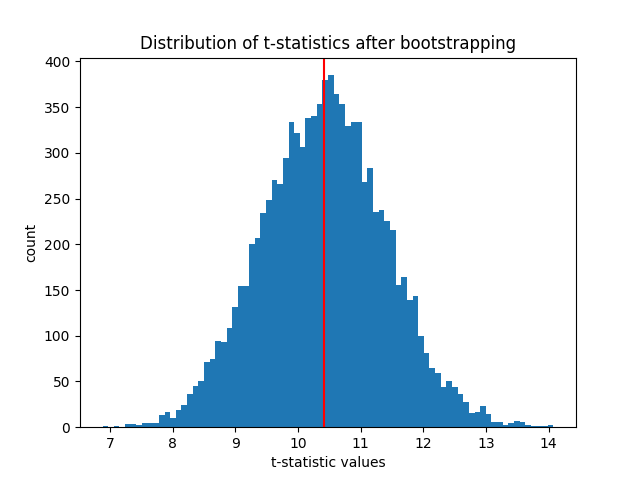 Distribution of t-statistics after bootstrapping
400
350
300
250
200
150
100
50
0
count
7 8 9 10 11 12 13 14
t-statistic values